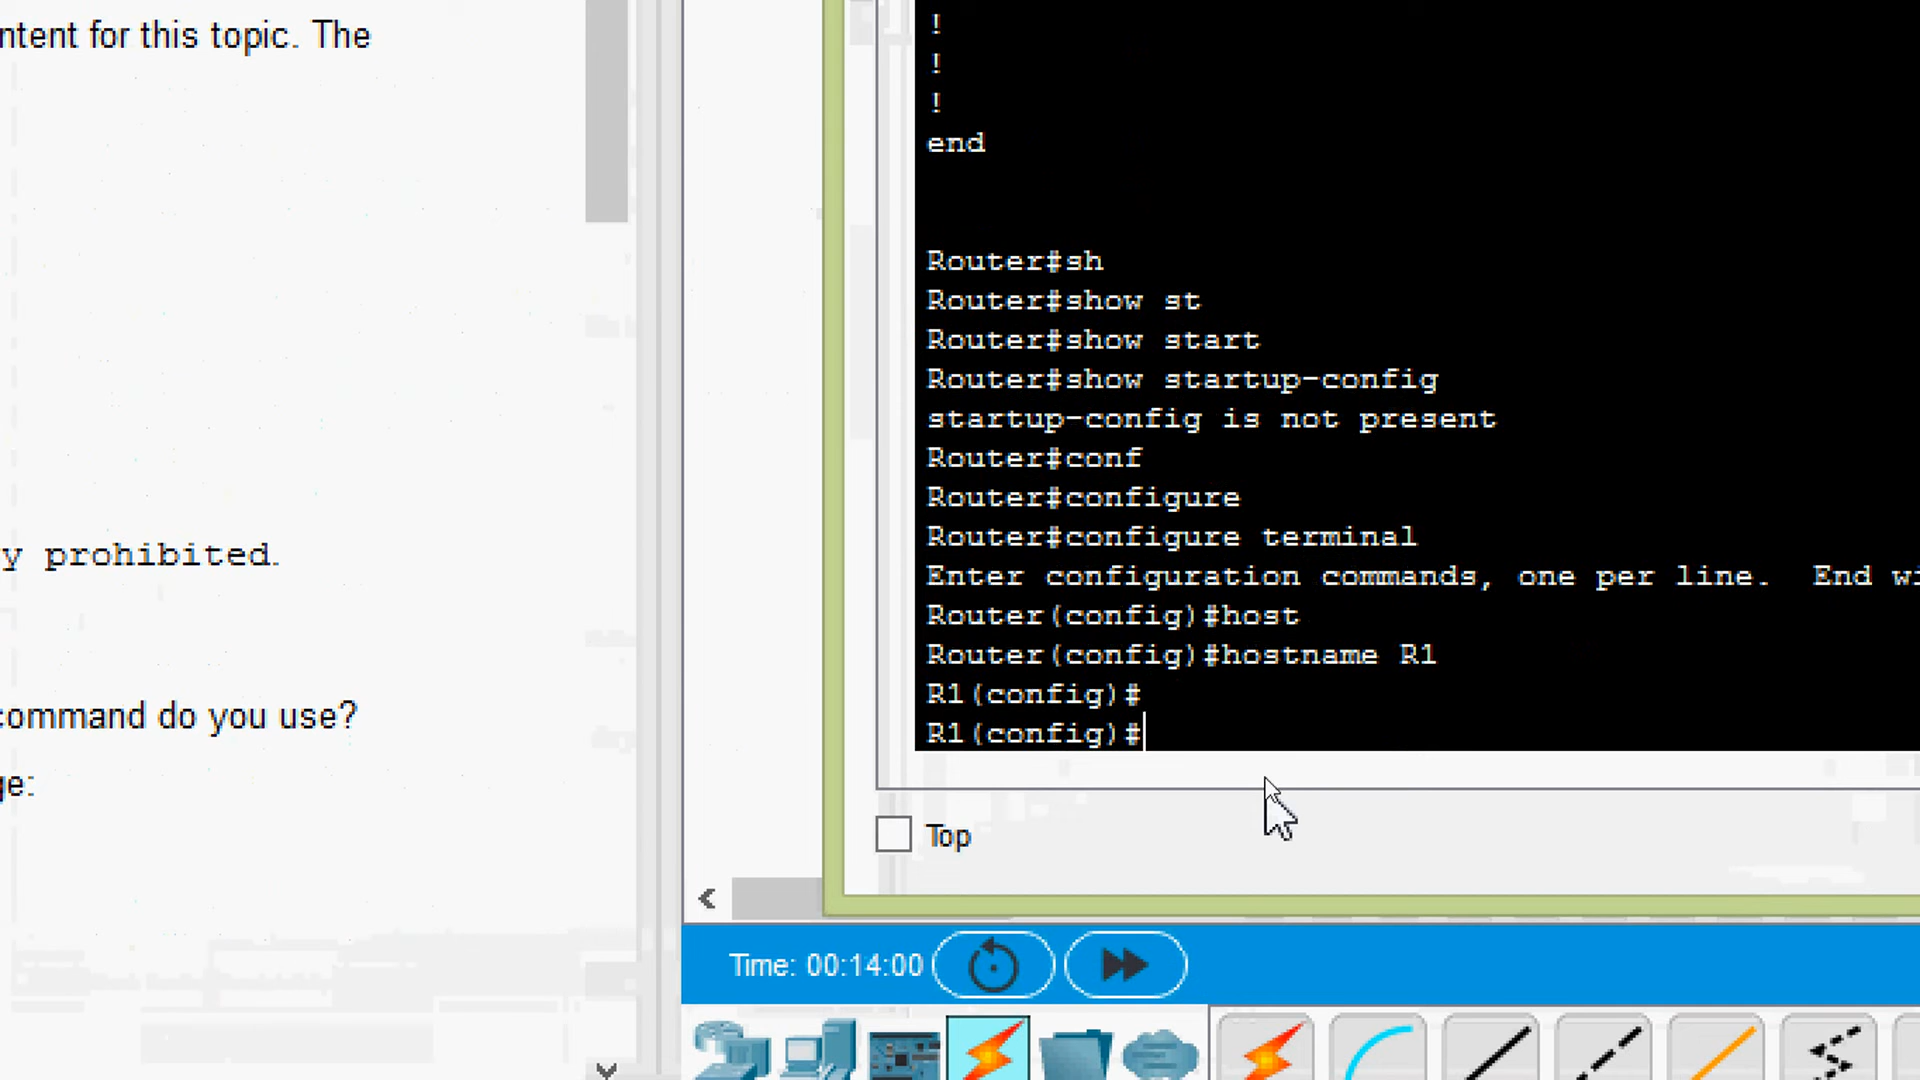 ntent for this topic. The
y prohibited.
command do you use?
ge:
!
!
!
end
Router#sh
Router#show st
Router#show start
Router#show startup-config
startup-config is not present
Router#conf
Router#configure
Router#configure terminal
Enter configuration commands, one per line.  End wi
Router(config)#host
Router(config)#hostname R1
R1(config)#
R1(config)#
Top
Time: 00:14:00